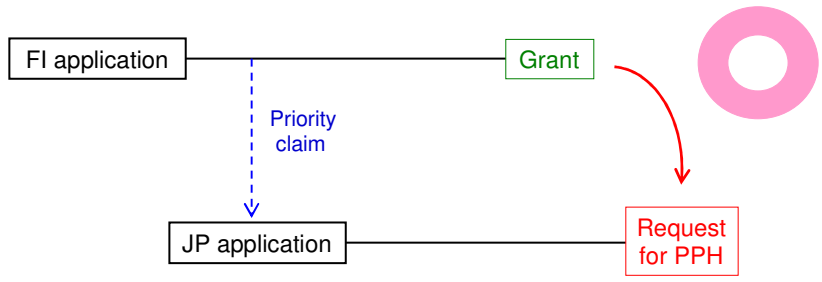 FI application
Grant
Priority
claim
JP application
Request
for PPH